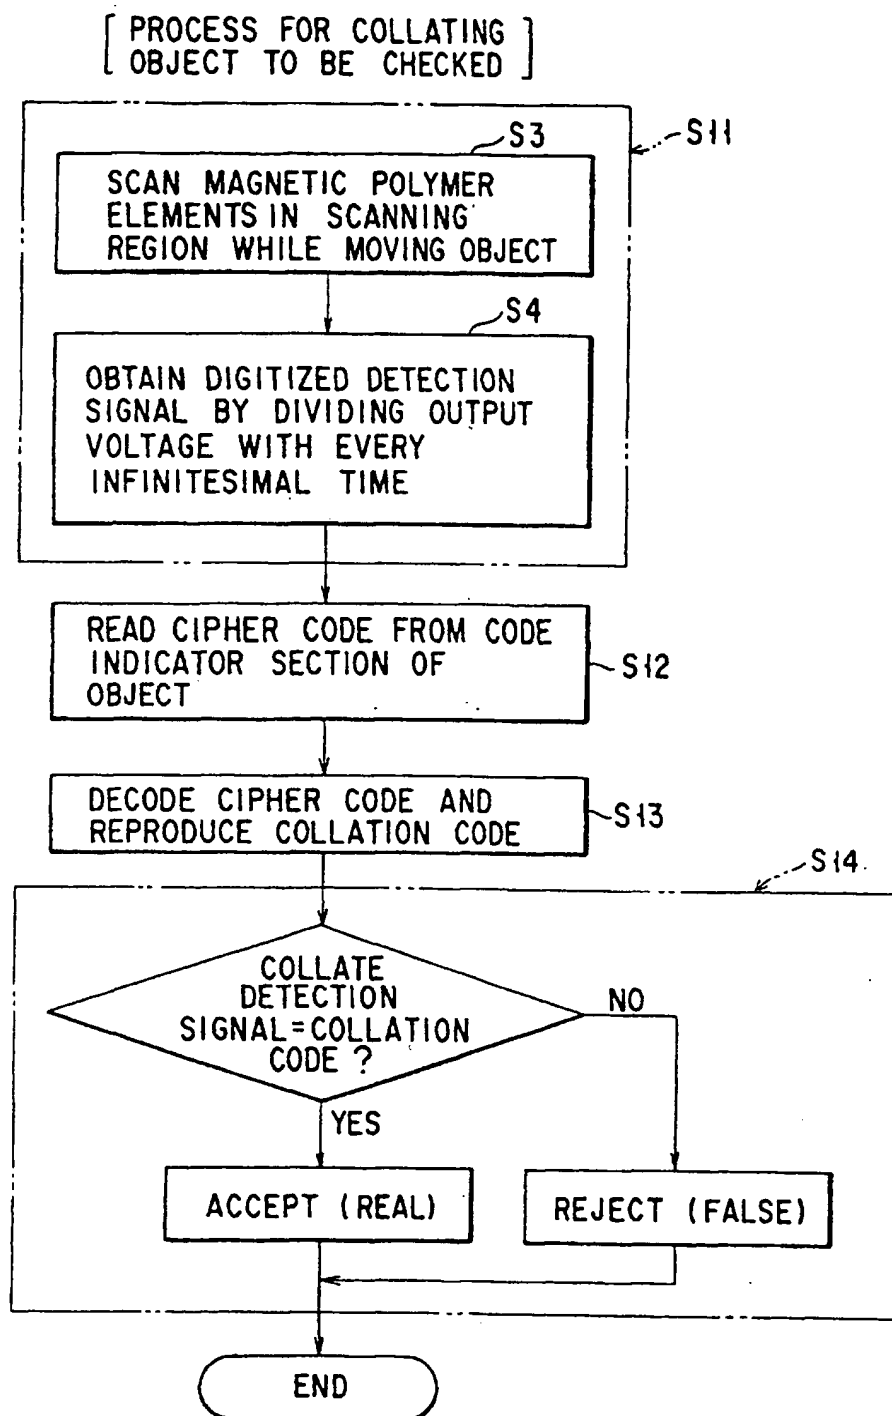 [ PROCESS FOR COLLATING
OBJECT TO BE CHECKED ]
S11
S3
SCAN MAGNETIC POLYMER
ELEMENTS IN SCANNING
REGION WHILE MOVING OBJECT
S4
OBTAIN DIGITIZED DETECTION
SIGNAL BY DIVIDING OUTPUT
VOLTAGE WITH EVERY
INFINITESIMAL TIME
READ CIPHER CODE FROM CODE
INDICATOR SECTION OF
OBJECT
S12
DECODE CIPHER CODE AND
REPRODUCE COLLATION CODE
S13
S14
COLLATE
DETECTION
SIGNAL=COLLATION
CODE ?
NO
YES
ACCEPT (REAL)
REJECT (FALSE)
END